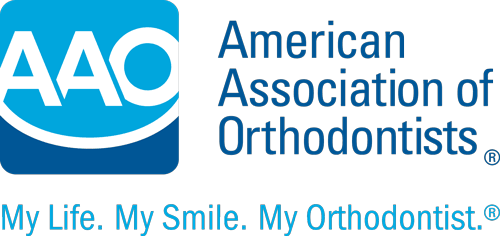 AAO
American
Association of
Orthodontists®
My Life. My Smile. My Orthodontist.®